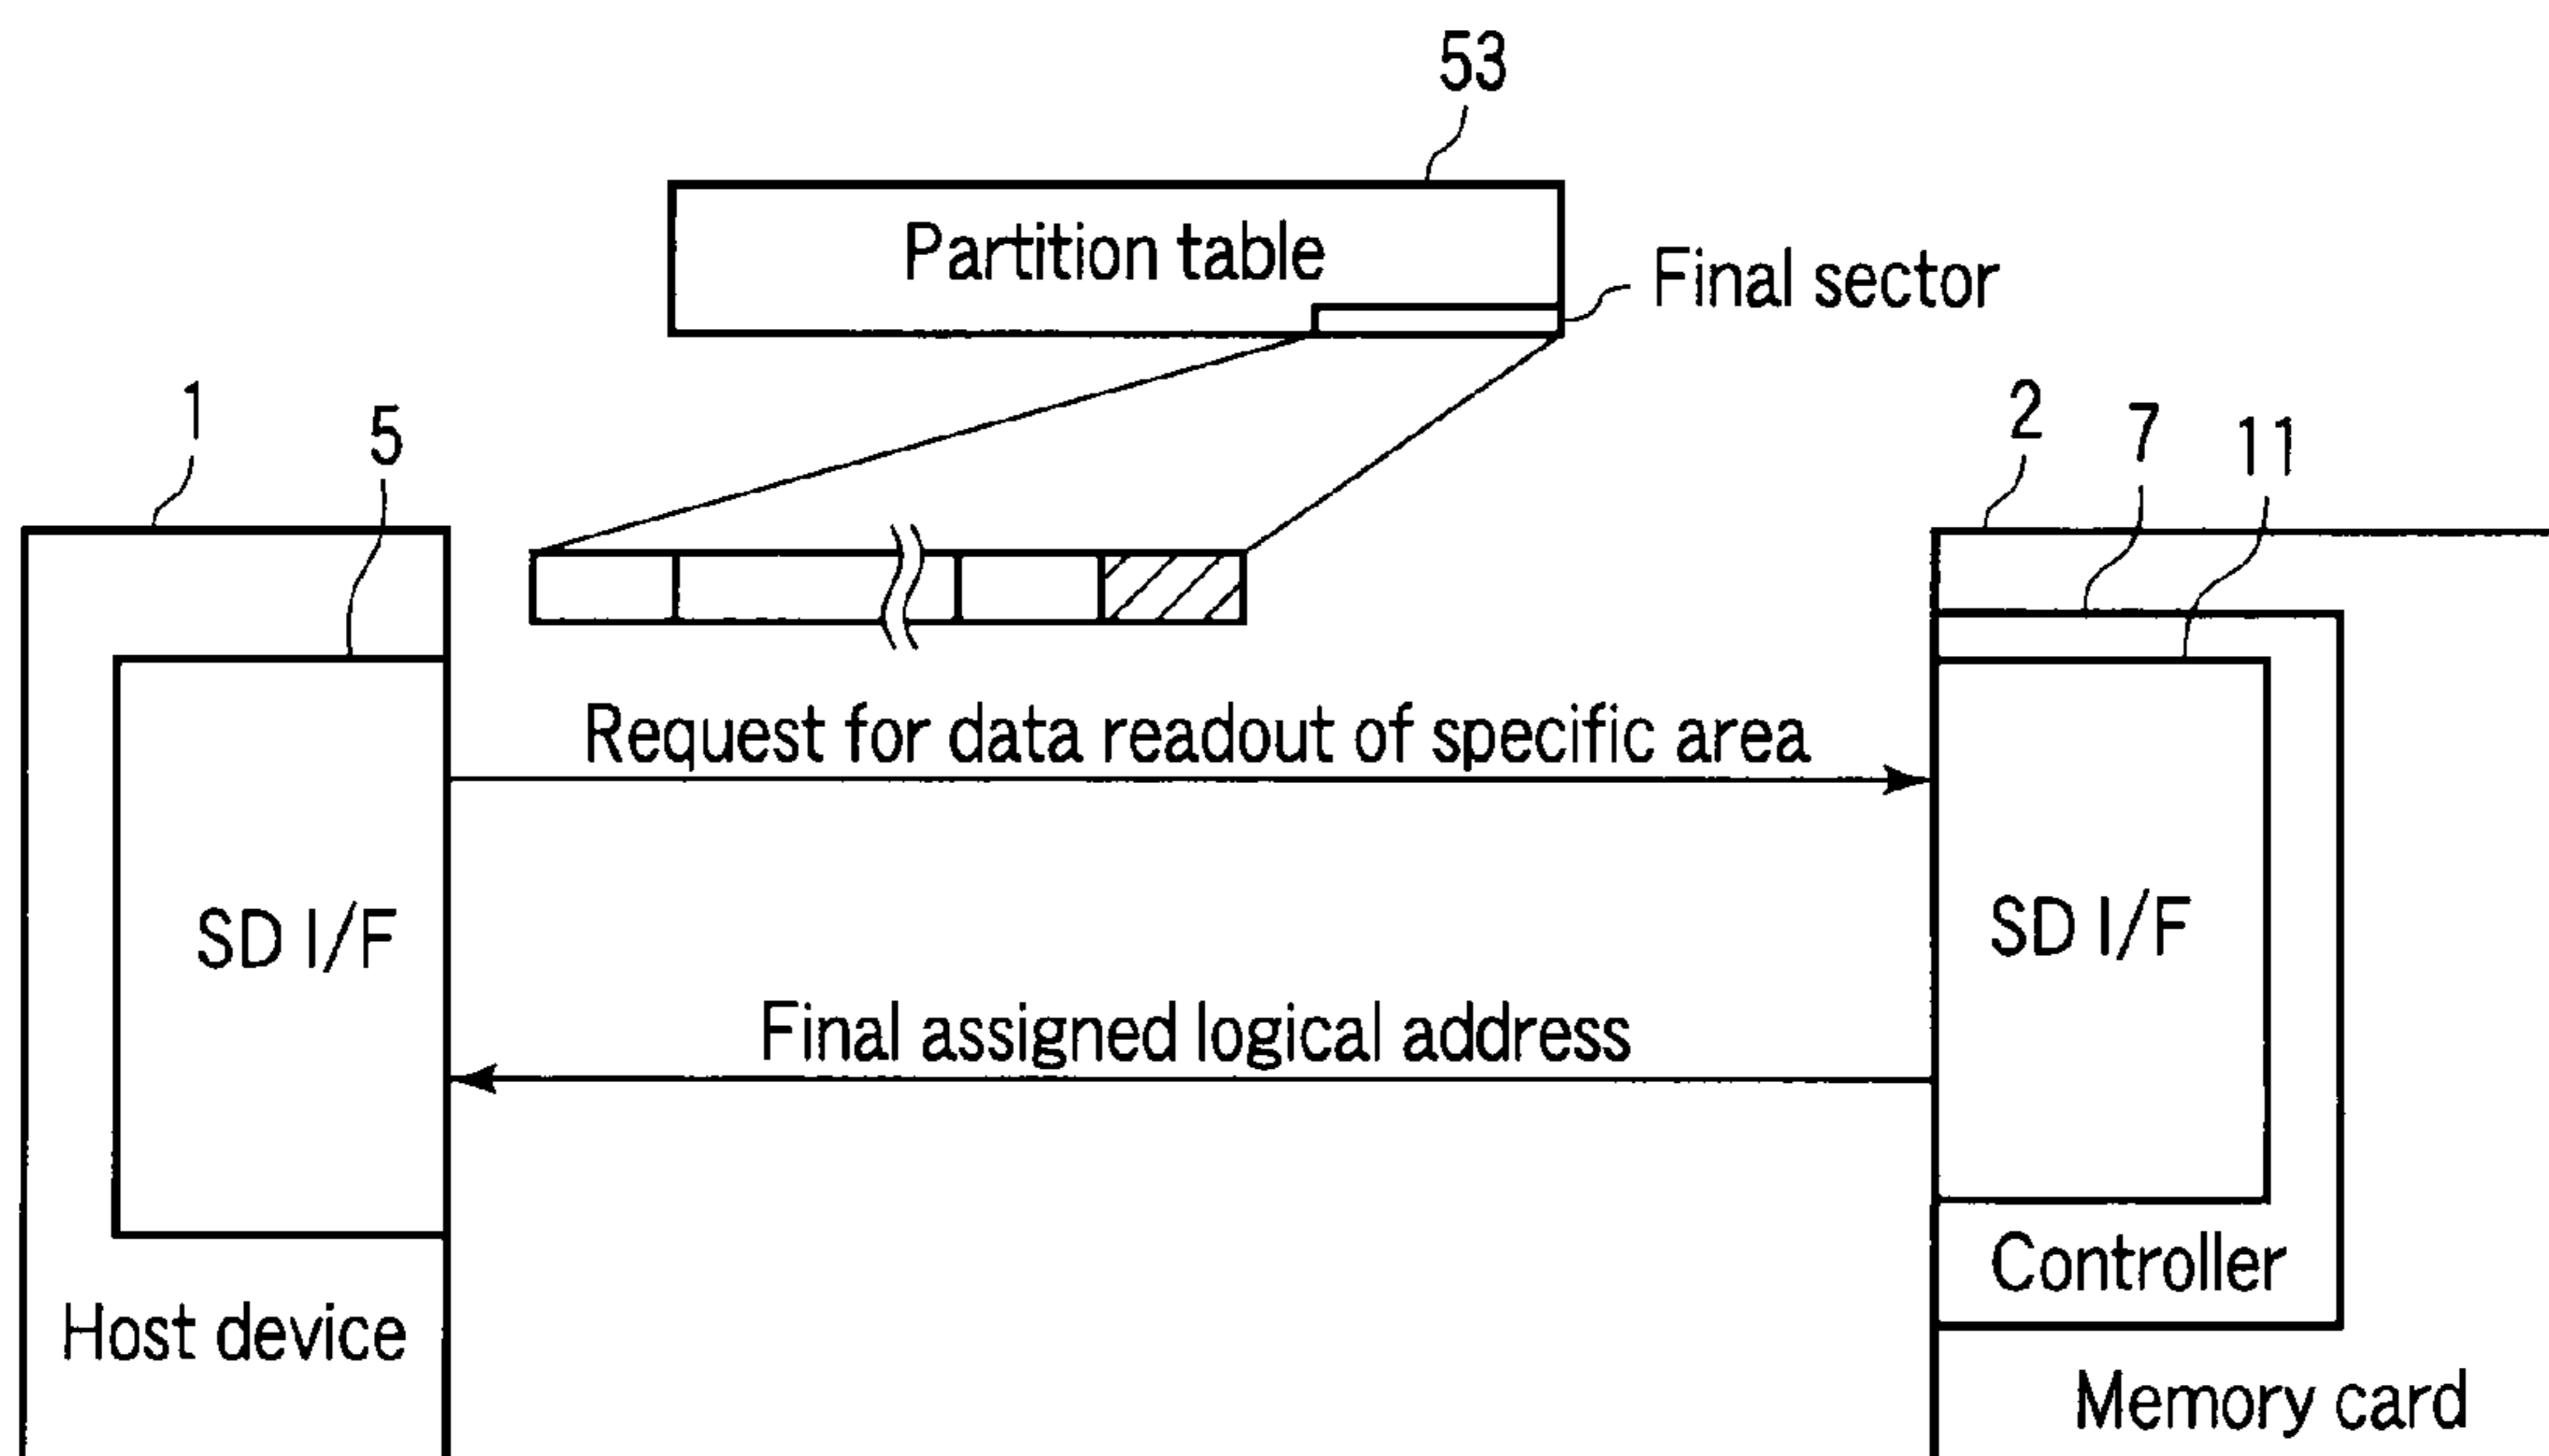 53
Partition table
Final sector
1
5
2
7
11
Request for data readout of specific area
SD I/F
SD I/F
Final assigned logical address
Controller
Host device
Memory card